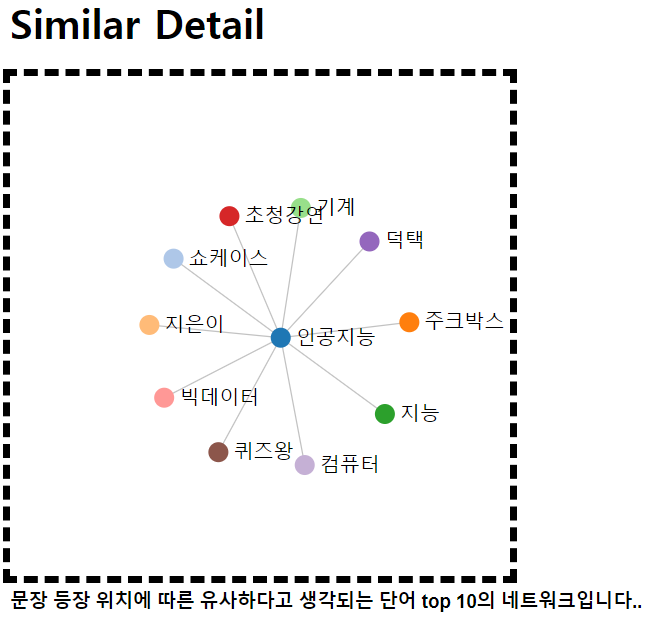 Similar Detail
기계
초청강연
덕택
쇼케이스
주크박스
지은이
인공지능
빅데이터
지능
퀴즈왕
컴퓨터
문장 등장 위치에 따른 유사하다고 생각되는 단어 top 10의 네트워크입니다..